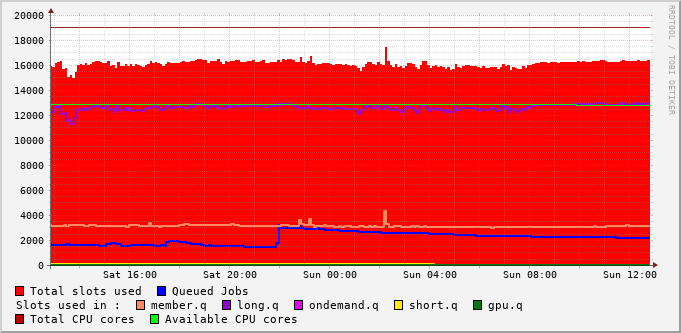 20000
18000
16000
14000
12000
10000
8000
6000
4000
2000
0
Sat 16:00 Sat 20:00 Sun 00:00 Sun 04:00 Sun 08:00 Sun 12:00
Total slots used Queued Jobs
Slots used in : member.q long.q ondemand.q short.q gpu.q
Total CPU cores Available CPU cores
RRDTOOL / TOBI OETIKER